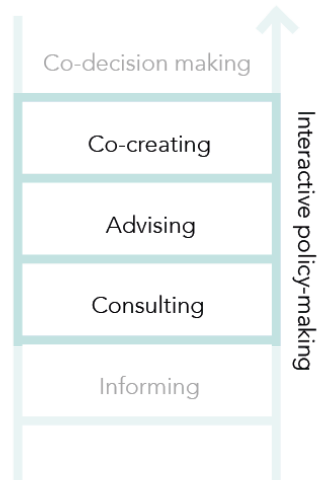 Co-decision making
Co-creating
Advising
Consulting
Informing
Interactive policy-making